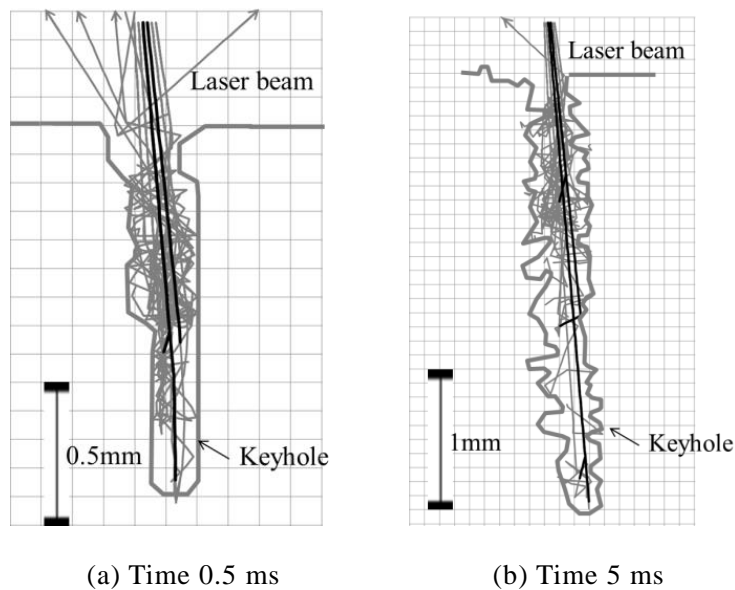 Laser beam
0.5mm
Keyhole
(a) Time 0.5 ms
Laser beam
1mm
Keyhole
(b) Time 5 ms